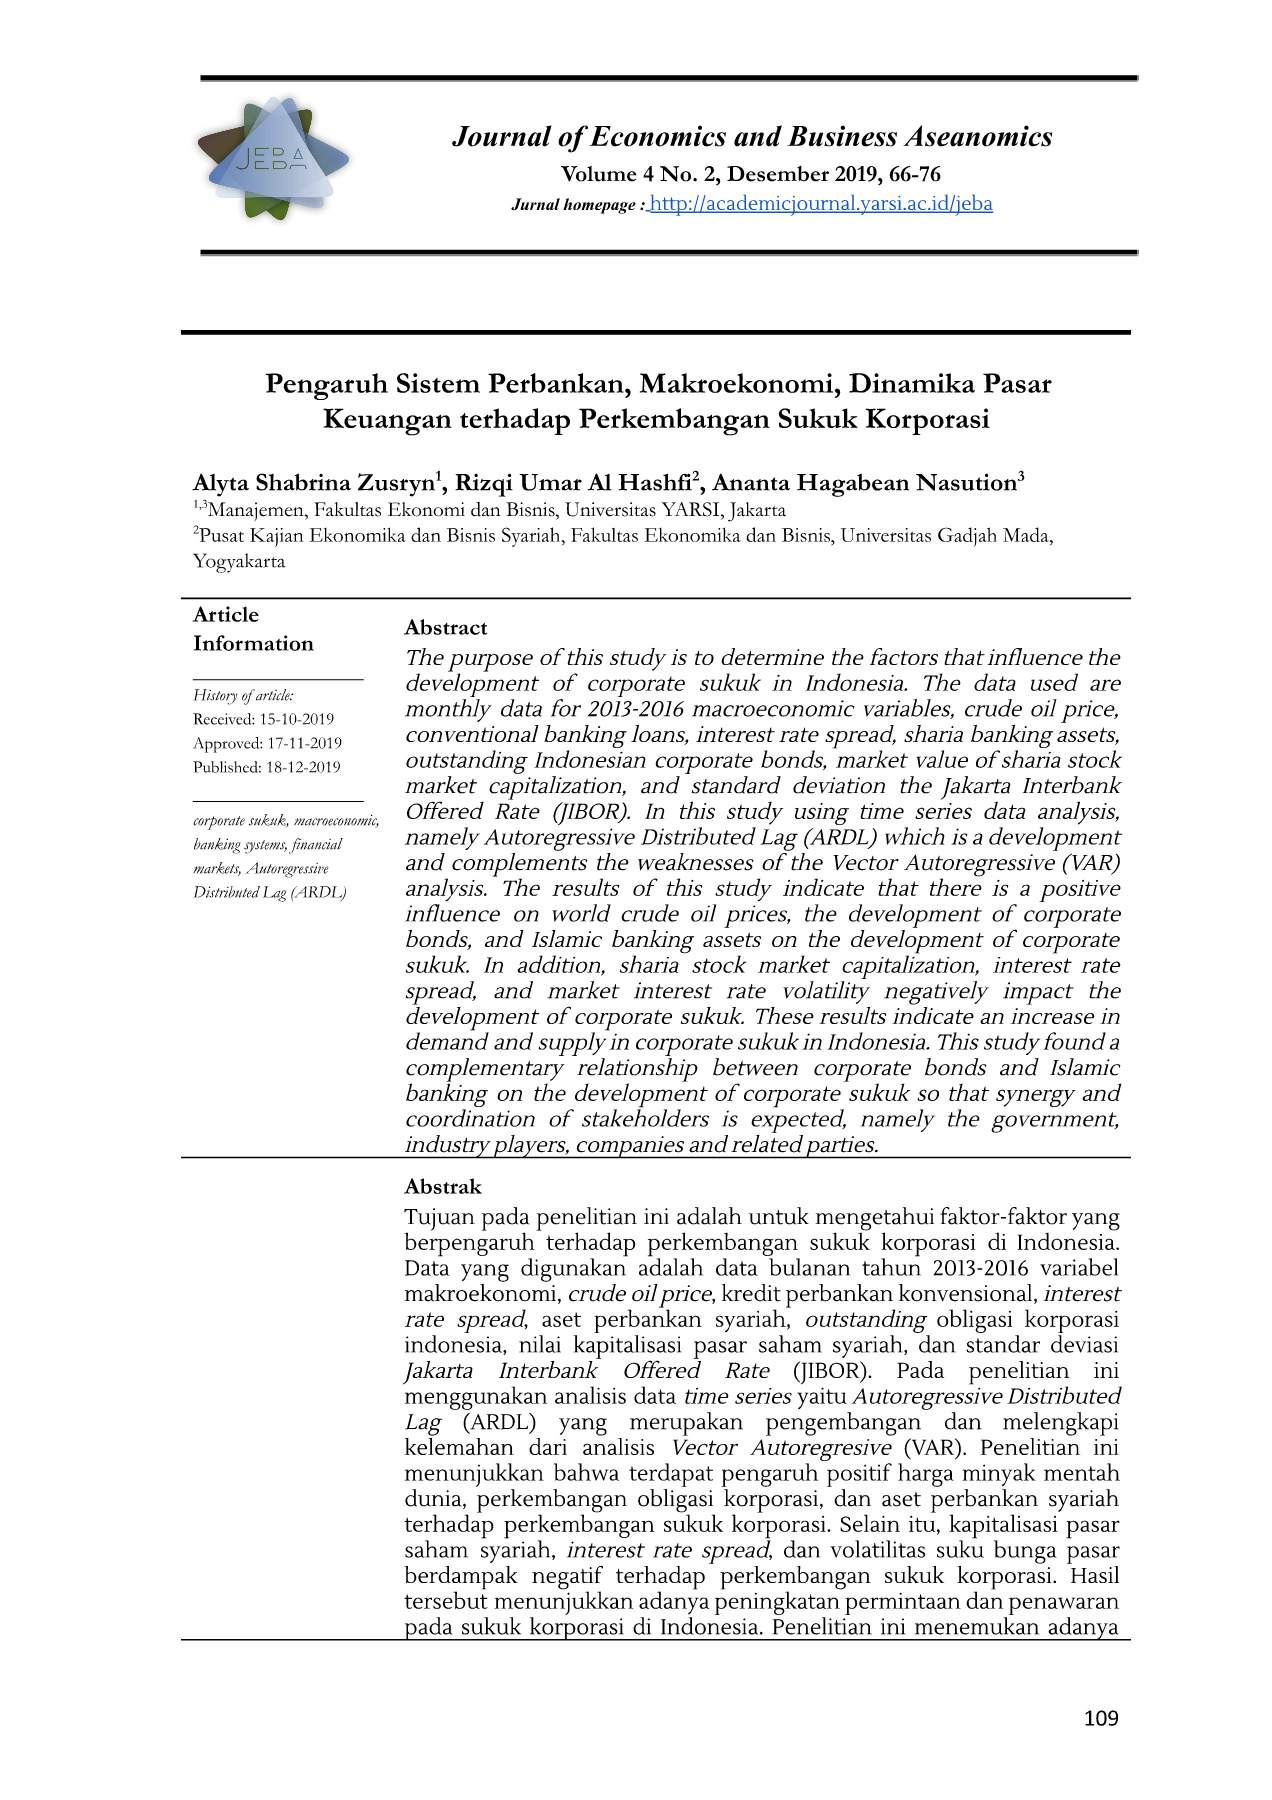 JEBA
Journal of Economics and Business Aseanomics
Volume 4 No. 2, Desember 2019, 66-76
Jurnal homepage : http://academicjournal.yarsi.ac.id/jeba
Pengaruh Sistem Perbankan, Makroekonomi, Dinamika Pasar
Keuangan terhadap Perkembangan Sukuk Korporasi
Alyta Shabrina Zusryn1, Rizqi Umar Al Hashfi2, Ananta Hagabean Nasution3
1,3Manajemen, Fakultas Ekonomi dan Bisnis, Universitas YARSI, Jakarta
2Pusat Kajian Ekonomika dan Bisnis Syariah, Fakultas Ekonomika dan Bisnis, Universitas Gadjah Mada,
Yogyakarta
Article
Information
History of article:
Received: 15-10-2019
Approved: 17-11-2019
Published: 18-12-2019
corporate sukuk, macroeconomic,
banking systems, financial
markets, Autoregressive
Distributed Lag (ARDL)
Abstract
The purpose of this study is to determine the factors that influence the
development of corporate sukuk in Indonesia. The data used are
monthly data for 2013-2016 macroeconomic variables, crude oil price,
conventional banking loans, interest rate spread, sharia banking assets,
outstanding Indonesian corporate bonds, market value of sharia stock
market capitalization, and standard deviation the Jakarta Interbank
Offered Rate (JIBOR). In this study using time series data analysis,
namely Autoregressive Distributed Lag (ARDL) which is a development
and complements the weaknesses of the Vector Autoregressive (VAR)
analysis. The results of this study indicate that there is a positive
influence on world crude oil prices, the development of corporate
bonds, and Islamic banking assets on the development of corporate
sukuk. In addition, sharia stock market capitalization, interest rate
spread, and market interest rate volatility negatively impact the
development of corporate sukuk. These results indicate an increase in
demand and supply in corporate sukuk in Indonesia. This study found a
complementary relationship between corporate bonds and Islamic
banking on the development of corporate sukuk so that synergy and
coordination of stakeholders is expected, namely the government,
industry players, companies and related parties.
Abstrak
Tujuan pada penelitian ini adalah untuk mengetahui faktor-faktor yang
berpengaruh terhadap perkembangan sukuk korporasi di Indonesia.
Data yang digunakan adalah data bulanan tahun 2013-2016 variabel
makroekonomi, crude oil price, kredit perbankan konvensional, interest
rate spread, aset perbankan syariah, outstanding obligasi korporasi
indonesia, nilai kapitalisasi pasar saham syariah, dan standar deviasi
Jakarta Interbank Offered Rate (JIBOR). Pada penelitian ini
menggunakan analisis data time series yaitu Autoregressive Distributed
Lag (ARDL) yang merupakan pengembangan dan melengkapi
kelemahan dari analisis Vector Autoregresive (VAR). Penelitian ini
menunjukkan bahwa terdapat pengaruh positif harga minyak mentah
dunia, perkembangan obligasi korporasi, dan aset perbankan syariah
terhadap perkembangan sukuk korporasi. Selain itu, kapitalisasi pasar
saham syariah, interest rate spread, dan volatilitas suku bunga pasar
berdampak negatif terhadap perkembangan sukuk korporasi. Hasil
tersebut menunjukkan adanya peningkatan permintaan dan penawaran
pada sukuk korporasi di Indonesia. Penelitian ini menemukan adanya
109